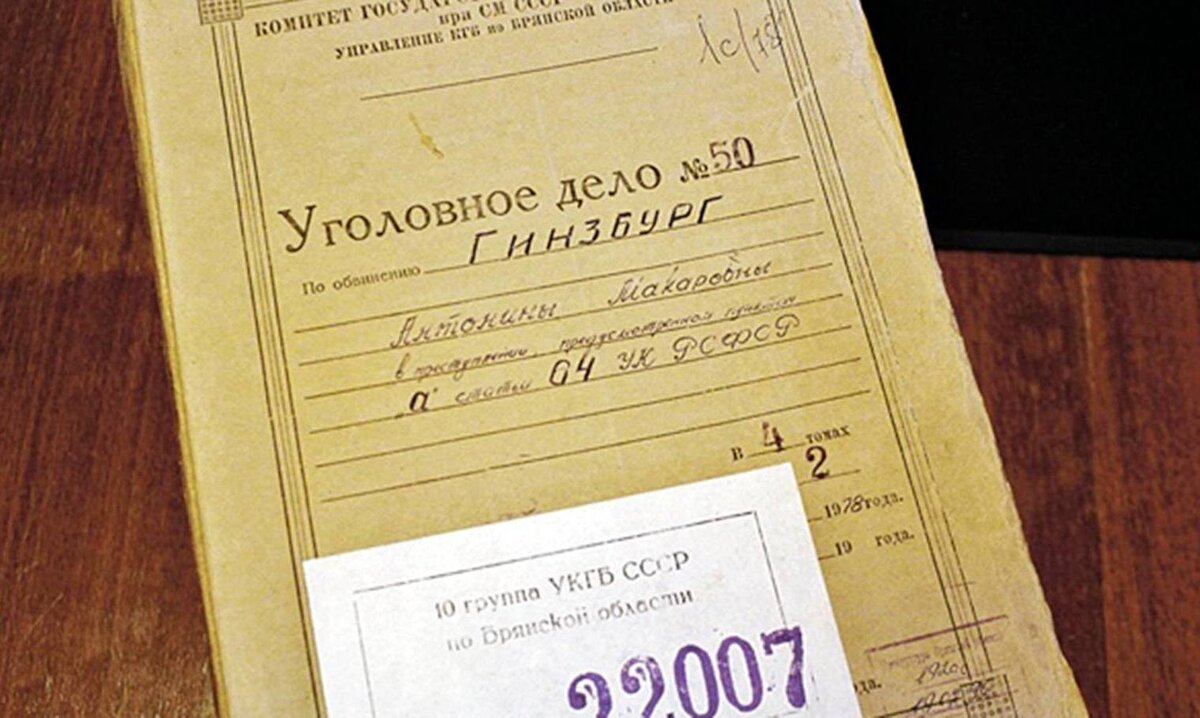 КОМИТЕТ ГОСУДАР
при СМ СССР
УПРАВЛЕНИЕ КГБ по БРЯНСКОЙ ОБЛАСТИ
Уголовное дело №50
По обвинению ГИНЗБУРГ
Антонины Макаровны
в преступлении, предусмотренном пунктом
"а" статьи 64 УК РСФСР
В 4 томах
2
1978 года.
19 года.
10 группа УКГБ СССР
по Брянской области
22007